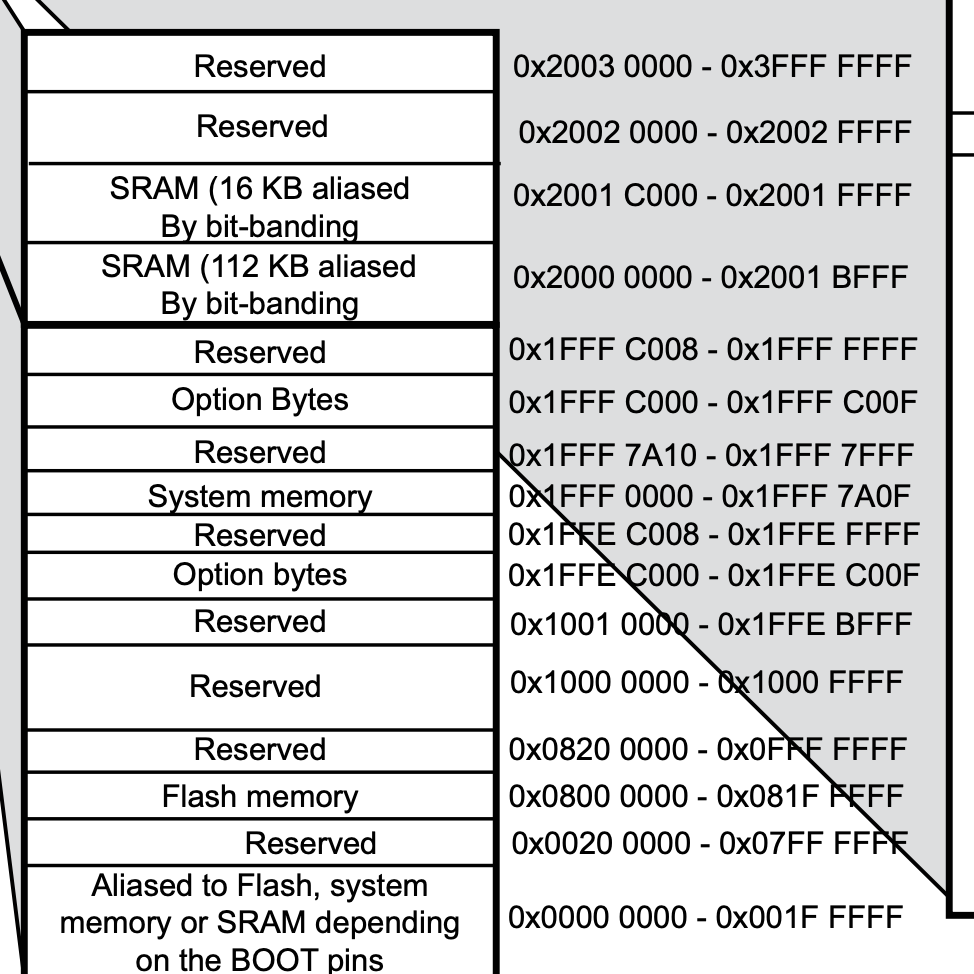 Reserved 0x2003 0000 - 0x3FFF FFFF
Reserved 0x2002 0000 - 0x2002 FFFF
SRAM (16 KB aliased 0x2001 C000 - 0x2001 FFFF
By bit-banding
SRAM (112 KB aliased 0x2000 0000 - 0x2001 BFFF
By bit-banding
Reserved 0x1FFF C008 - 0x1FFF FFFF
Option Bytes 0x1FFF C000 - 0x1FFF C00F
Reserved 0x1FFF 7A10 - 0x1FFF 7FFF
System memory 0x1FFF 0000 - 0x1FFF 7A0F
Reserved 0x1FFE C008 - 0x1FFE FFFF
Option bytes 0x1FFE C000 - 0x1FFE C00F
Reserved 0x1001 0000 - 0x1FFE BFFF
Reserved 0x1000 0000 - 0x1000 FFFF
Reserved 0x0820 0000 - 0x0FFF FFFF
Flash memory 0x0800 0000 - 0x081F FFFF
Reserved 0x0020 0000 - 0x07FF FFFF
Aliased to Flash, system
memory or SRAM depending 0x0000 0000 - 0x001F FFFF
on the BOOT pins